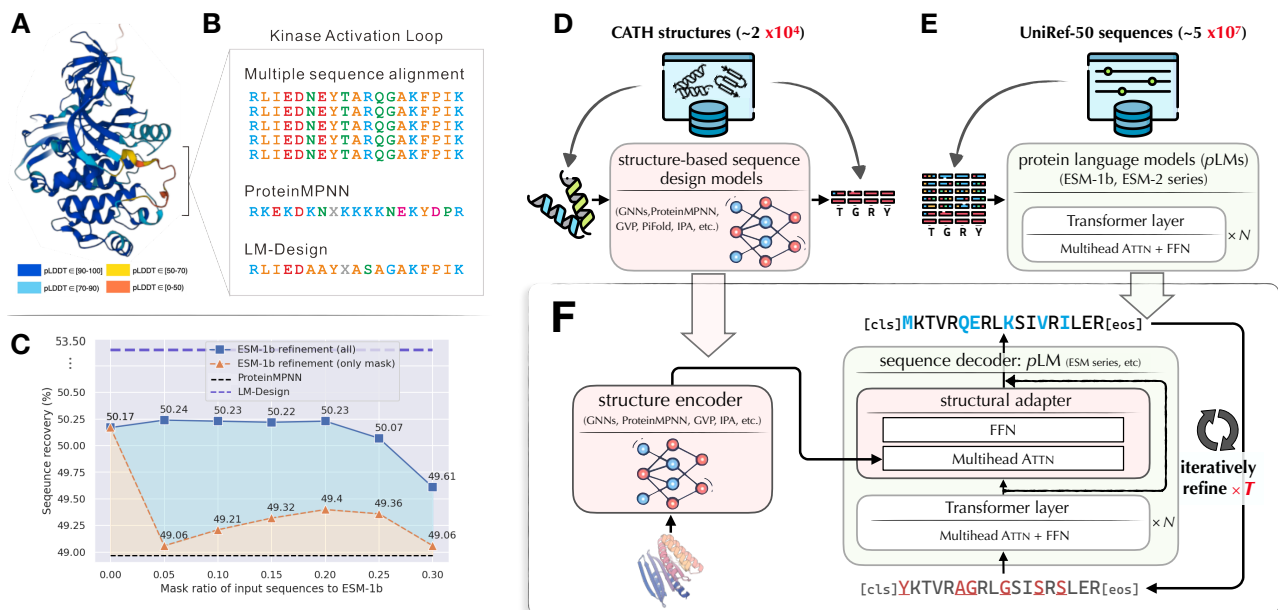 A
B
Kinase Activation Loop
Multiple sequence alignment
RLIEDNEYTARQGAKFPIK
RLIEDNEYTARQGAKFPIK
RLIEDNEYTARQGAKFPIK
RLIEDNEYTARQGAKFPIK
RLIEDNEYTARQGAKFPIK
ProteinMPNN
RKEKDKNXKKKKNEKYDPR
LM-Design
RLIEDAAYXASAGAKFPIK
pLDDT ∈ [90-100]
pLDDT ∈ [50-70]
pLDDT ∈ [70-90)
pLDDT ∈ [0-50)
C
ESM-1b refinement (all)
ESM-1b refinement (only mask)
ProteinMPNN
LM-Design
Seqeunce recovery (%)
53.50
⋮
50.50
50.25
50.00
49.75
49.50
49.25
49.00
50.17
50.24
50.23
50.22
50.23
50.07
49.61
49.06
49.21
49.32
49.4
49.36
49.06
0.00 0.05 0.10 0.15 0.20 0.25 0.30
Mask ratio of input sequences to ESM-1b
D
CATH structures (~2 x10⁴)
structure-based sequence
design models
(GNNs,ProteinMPNN,
GVP, PiFold, IPA, etc.)
T G R Y
E
UniRef-50 sequences (~5 x10⁷)
protein language models (pLMs)
(ESM-1b, ESM-2 series)
Transformer layer
Multihead ATTN + FFN
× N
T G R Y
F
[cls]MKTVRQERLKSIVRILER[eos]
sequence decoder: pLM (ESM series, etc)
structural adapter
FFN
Multihead ATTN
structure encoder
(GNNs, ProteinMPNN, GVP, IPA, etc.)
Transformer layer
Multihead ATTN + FFN
× N
iteratively
refine × T
[cls]YKTVRAGRLGSISRSLER[eos]